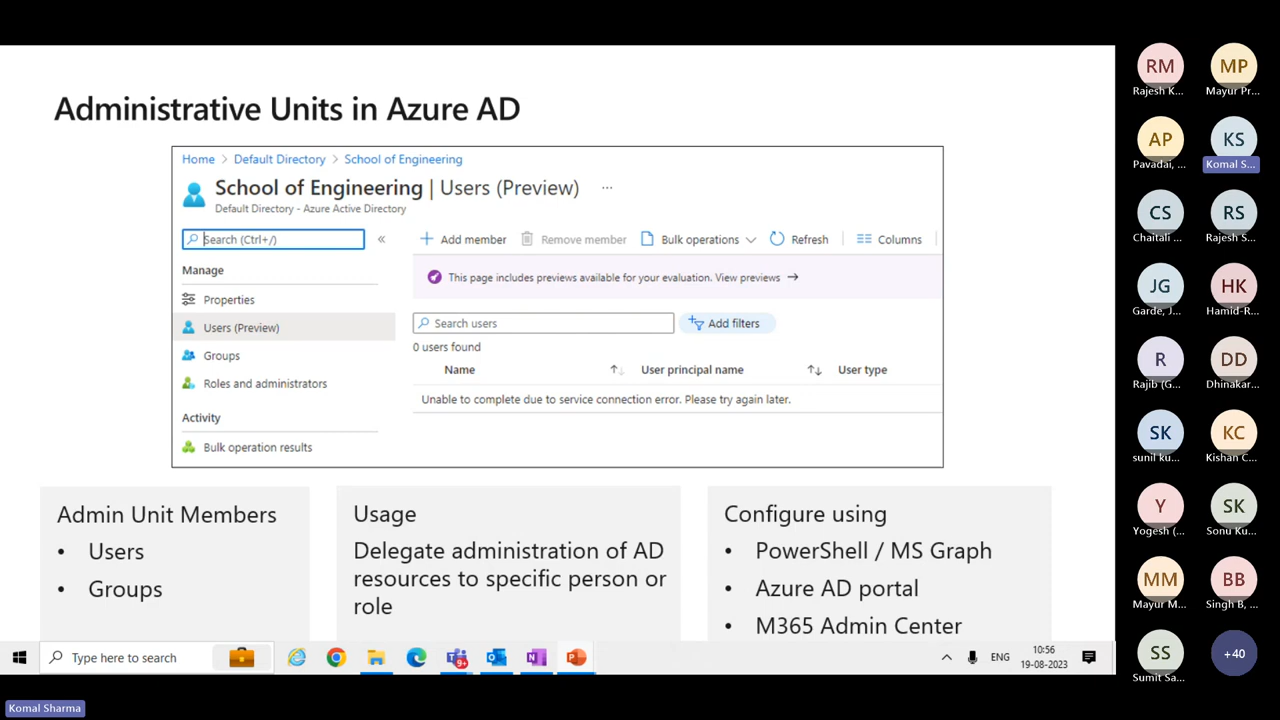 Administrative Units in Azure AD
Home > Default Directory > School of Engineering
School of Engineering | Users (Preview) ...
Default Directory - Azure Active Directory
Search (Ctrl+/) «
Manage
Properties
Users (Preview)
Groups
Roles and administrators
Activity
Bulk operation results
Add member Remove member Bulk operations Refresh Columns
This page includes previews available for your evaluation. View previews →
Search users Add filters
0 users found
Name User principal name User type
Unable to complete due to service connection error. Please try again later.
Admin Unit Members
• Users
• Groups
Usage
Delegate administration of AD
resources to specific person or
role
Configure using
• PowerShell / MS Graph
• Azure AD portal
• M365 Admin Center
Type here to search
9+
ENG
10:56
19-08-2023
RM MP
Rajesh K... Mayur Pr...
AP KS
Pavadai, ... Komal S...
CS RS
Chaitali ... Rajesh S...
JG HK
Garde, J... Hamid-R...
R DD
Rajib (G... Dhinakar...
SK KC
sunil ku... Kishan C...
Y SK
Yogesh (... Sonu Ku...
MM BB
Mayur M... Singh B, ...
SS +40
Sumit Sa...
Komal Sharma